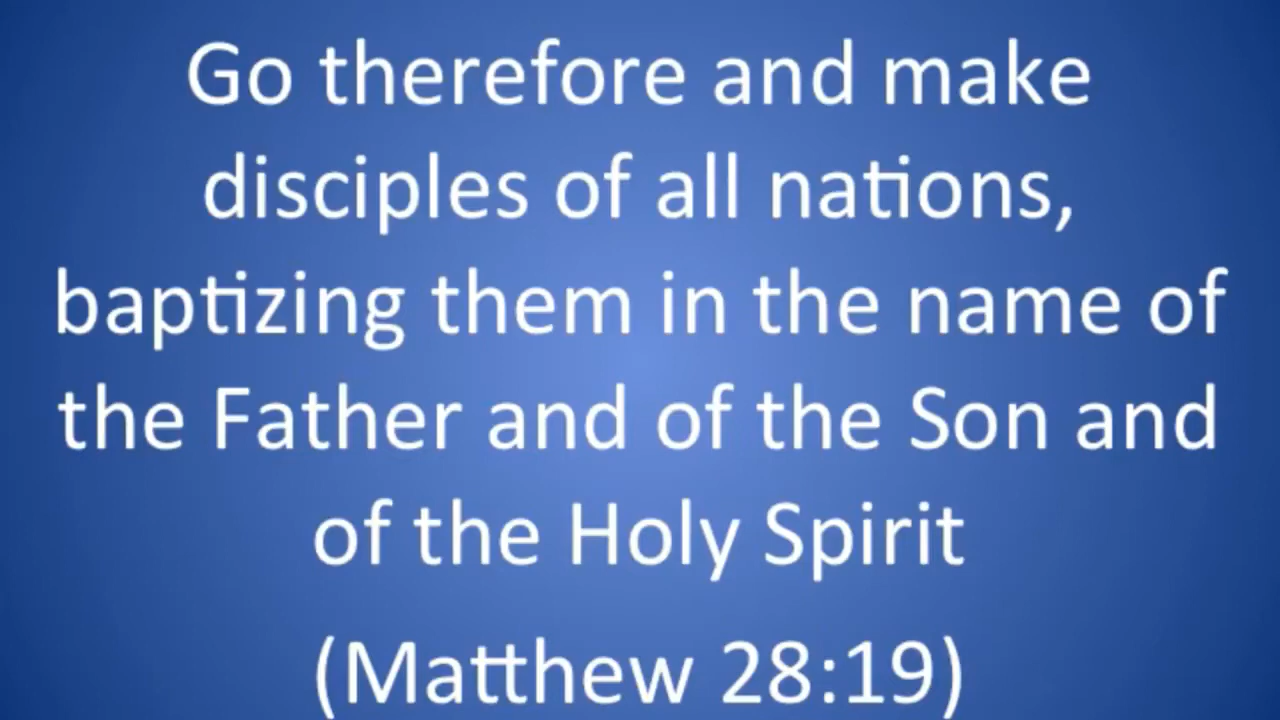 Go therefore and make
disciples of all nations,
baptizing them in the name of
the Father and of the Son and
of the Holy Spirit
(Matthew 28:19)